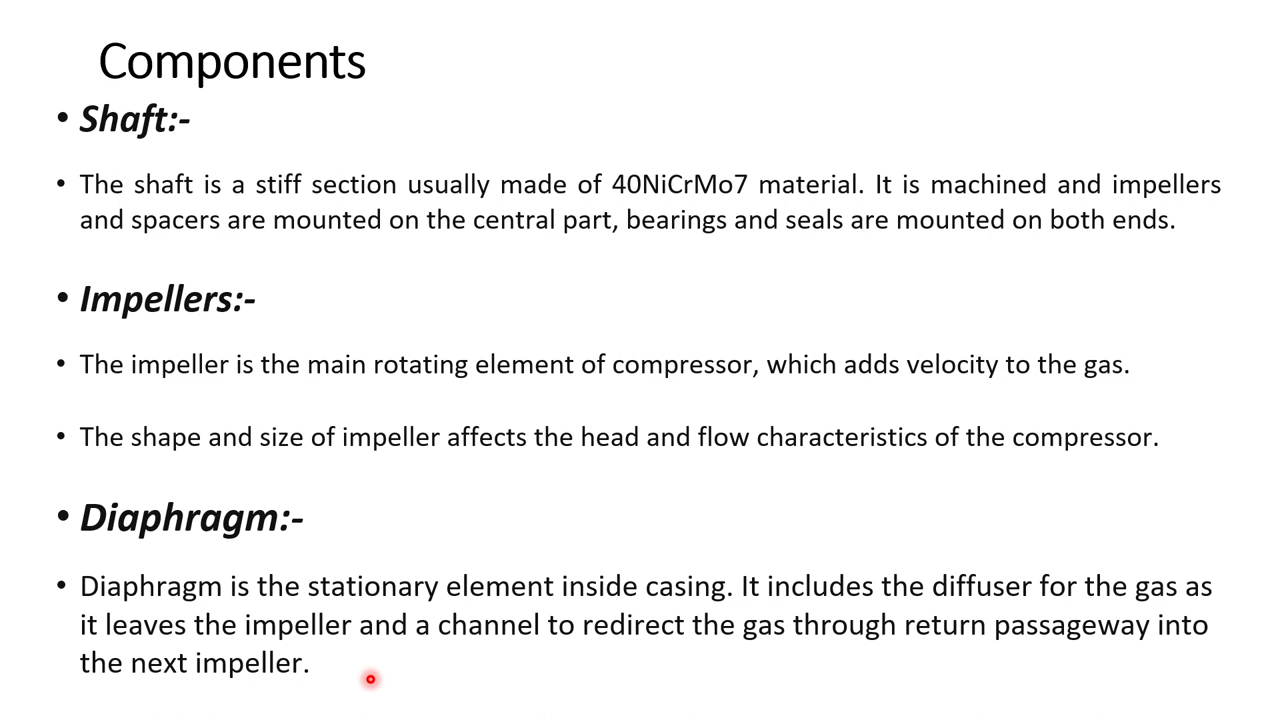 Components
• Shaft:-
• The shaft is a stiff section usually made of 40NiCrMo7 material. It is machined and impellers
and spacers are mounted on the central part, bearings and seals are mounted on both ends.
• Impellers:-
• The impeller is the main rotating element of compressor, which adds velocity to the gas.
• The shape and size of impeller affects the head and flow characteristics of the compressor.
• Diaphragm:-
• Diaphragm is the stationary element inside casing. It includes the diffuser for the gas as
it leaves the impeller and a channel to redirect the gas through return passageway into
the next impeller.